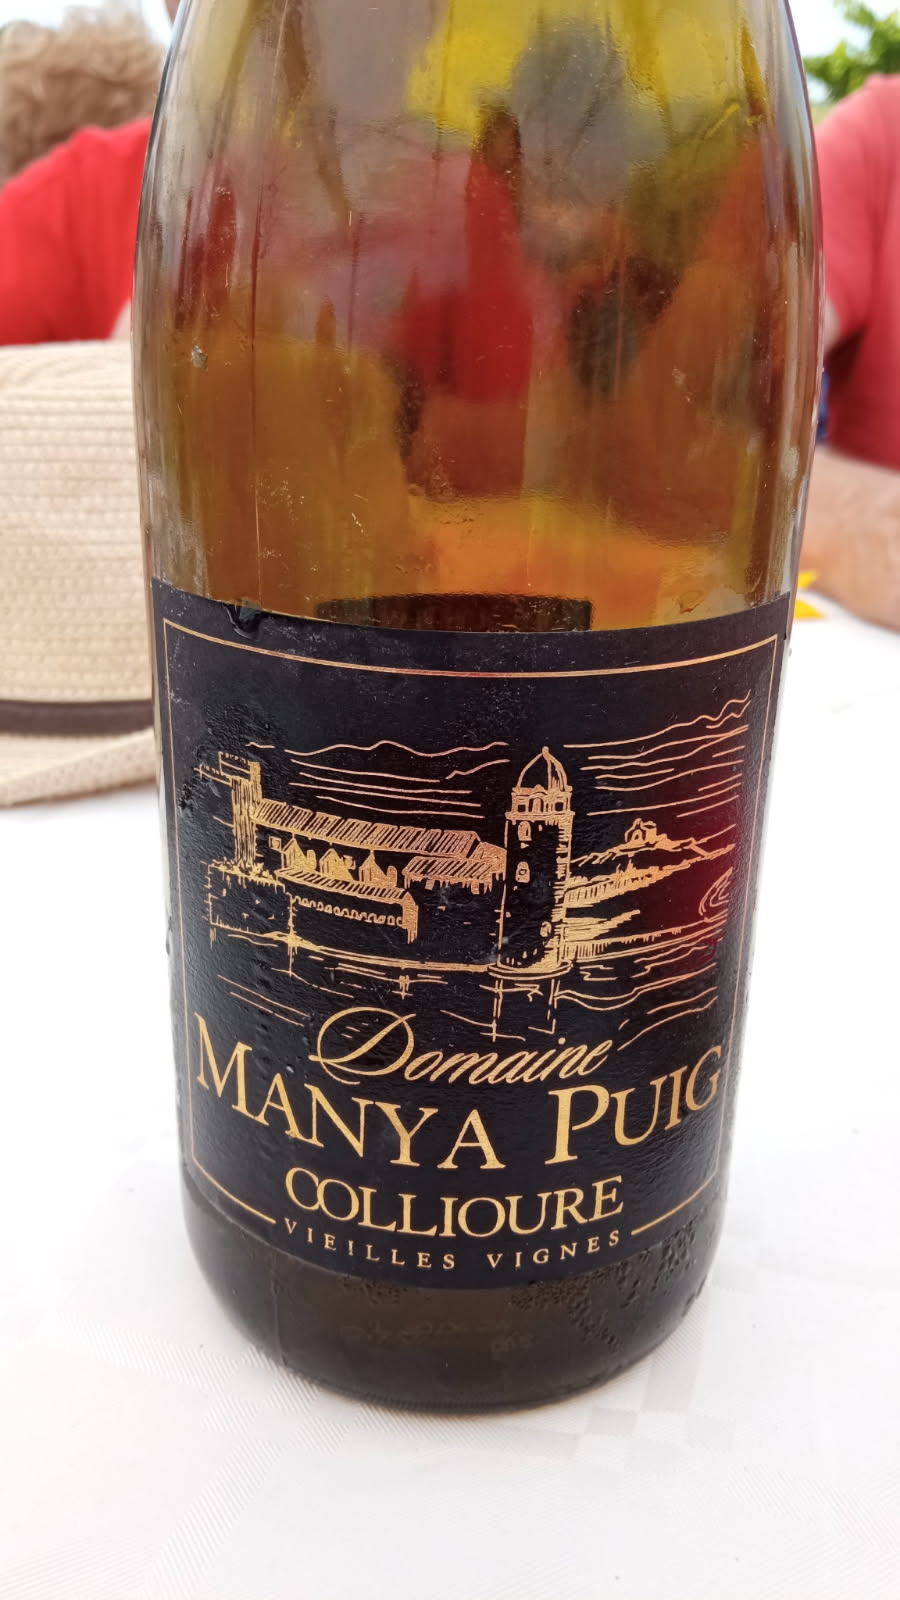 Domaine
MANYA PUIG
COLLIOURE
VIEILLES VIGNES